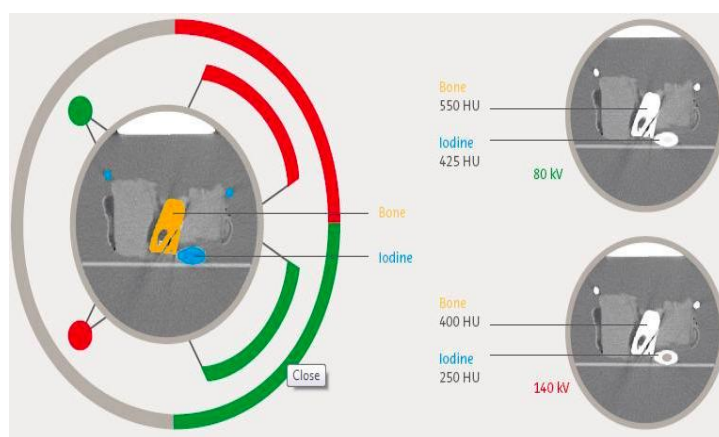 Bone
550 HU
Iodine
425 HU
80 kV
Bone
Iodine
Close
Bone
400 HU
Iodine
250 HU
140 kV